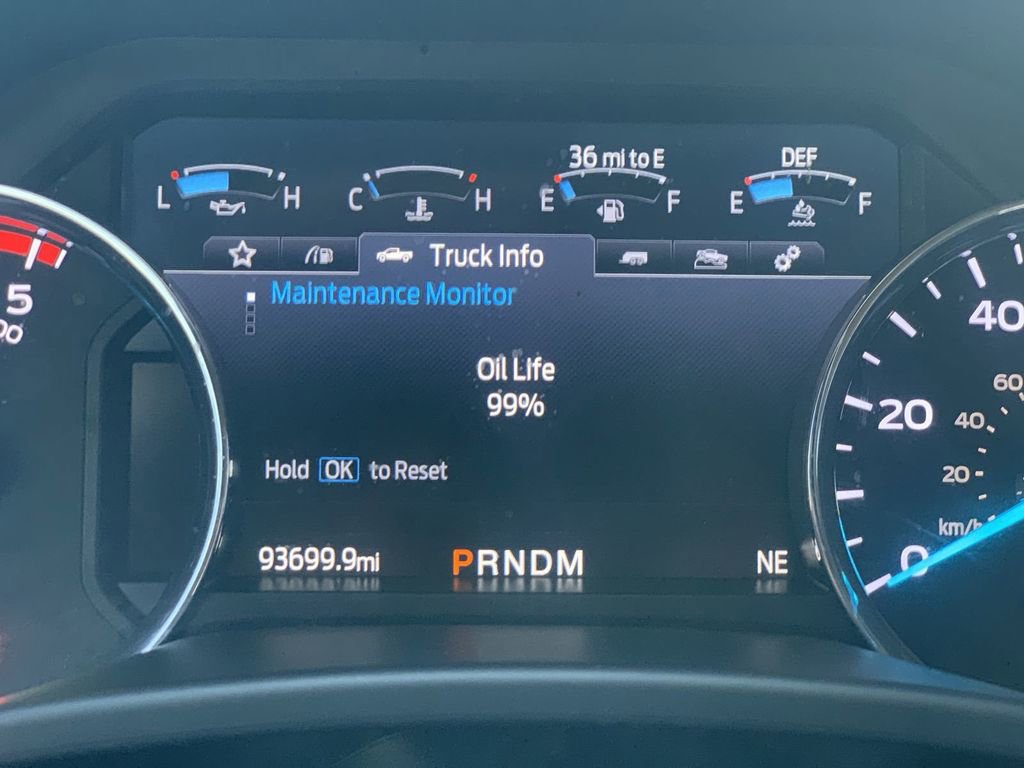 36 mi to E
DEF
L H
C H
E F
E F
Truck Info
Maintenance Monitor
5
40
Oil Life
99%
60
20
40
Hold OK to Reset
20
km/h
93699.9mi
PRNDM
NE
0